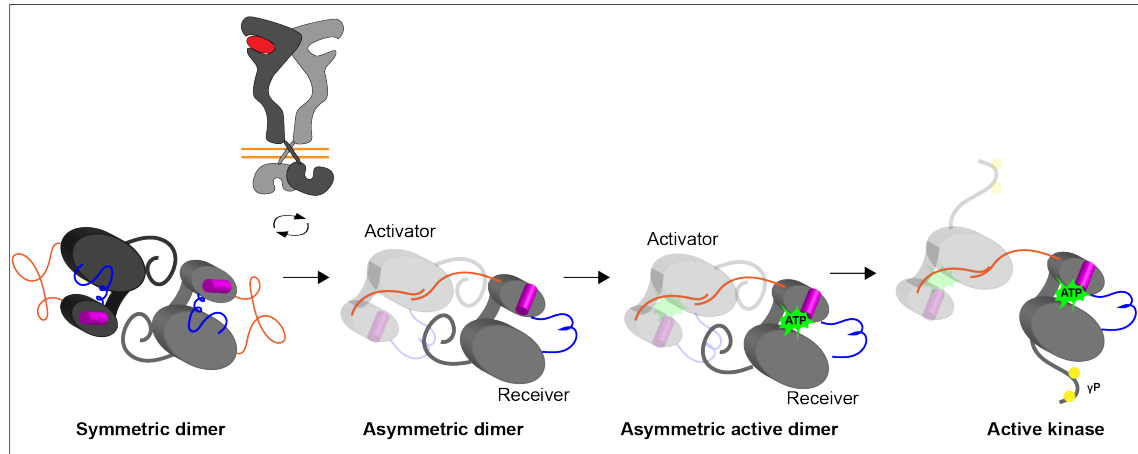 Activator
Receiver
Activator
ATP
Receiver
ATP
γP
Symmetric dimer
Asymmetric dimer
Asymmetric active dimer
Active kinase